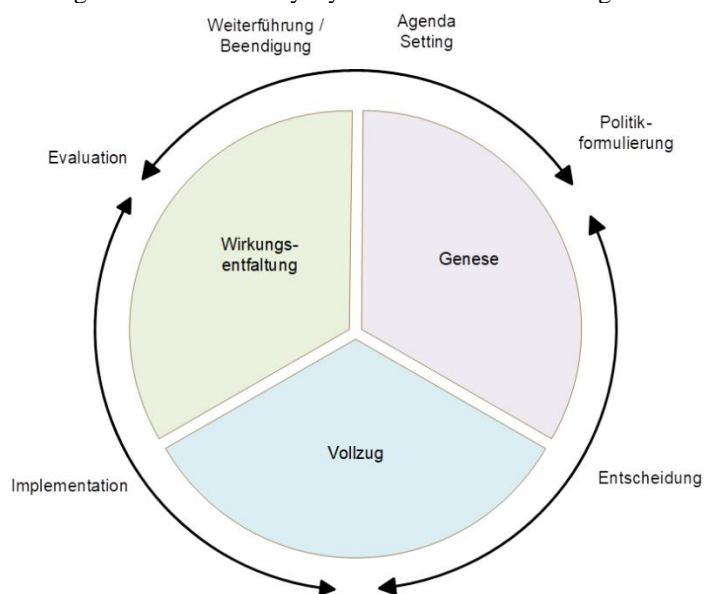 Weiterführung /
Beendigung
Agenda
Setting
Politik-
formulierung
Evaluation
Wirkungs-
entfaltung
Genese
Vollzug
Implementation
Entscheidung